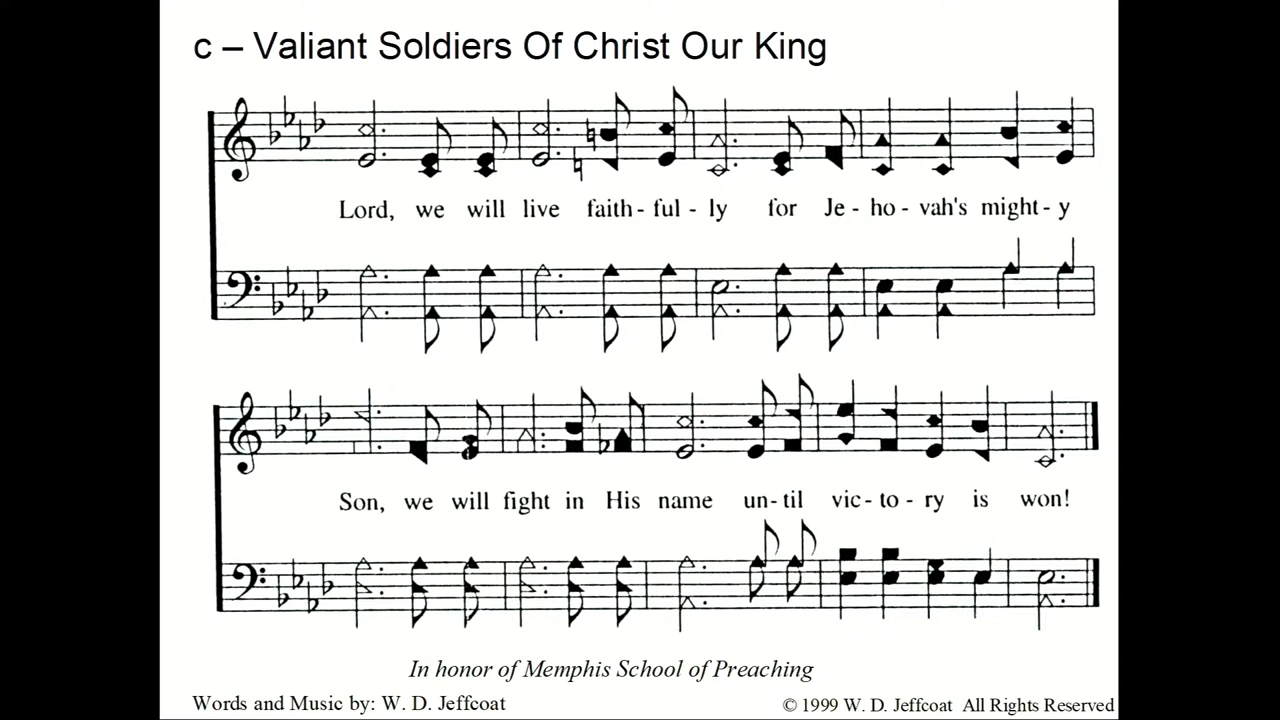 c – Valiant Soldiers Of Christ Our King
Lord, we will live faith - ful - ly for Je - ho - vah's might - y
Son, we will fight in His name un - til vic - to - ry is won!
In honor of Memphis School of Preaching
Words and Music by: W. D. Jeffcoat
© 1999 W. D. Jeffcoat All Rights Reserved